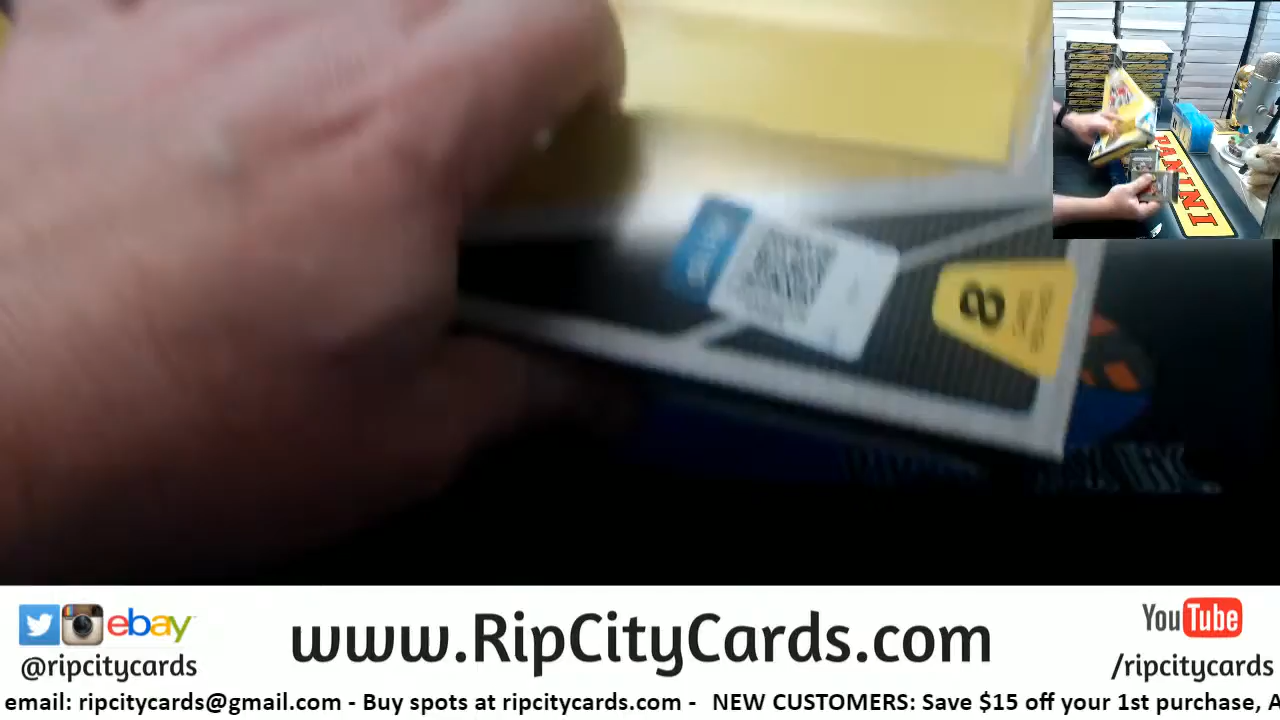 8
PANINI
ebay
@ripcitycards
www.RipCityCards.com
YouTube
/ripcitycards
email: ripcitycards@gmail.com - Buy spots at ripcitycards.com - NEW CUSTOMERS: Save $15 off your 1st purchase, A